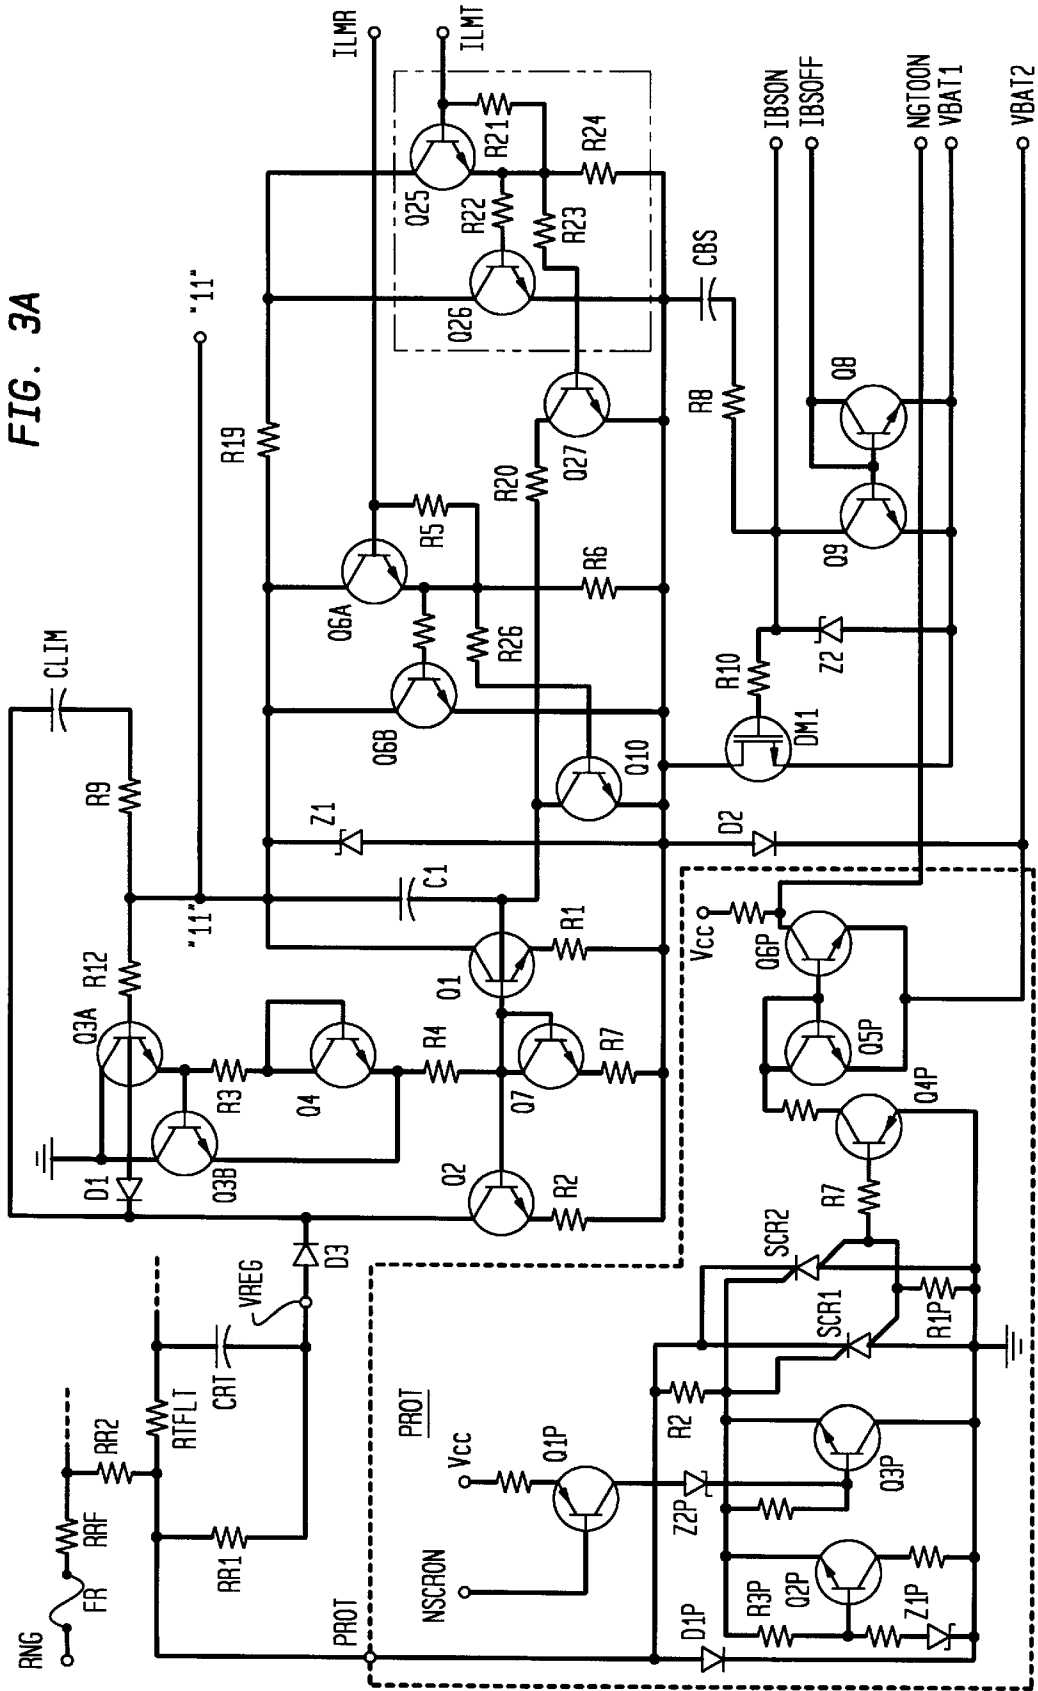 FIG. 3A
ILMR
ILMT
"11"
CLIM
R19
Q25
R21
R22
R24
R23
Q26
R9
Q6A
R5
R20
Q27
CBS
IBSON
IBSOFF
NGTOON
VBAT1
VBAT2
Z1
Q6B
R26
R6
Q10
R8
Q8
Q9
R10
Z2
DM1
D2
"11"
C1
R12
Q3A
Q1
R1
R3
R4
Q4
Q7
R7
D1
Q3B
Q2
R2
VREG
D3
CRT
RTFLT
RR2
RRF
FR
RNG
RR1
PROT
PROT
Vcc
Q6P
Q5P
Q4P
R7
SCR2
SCR1
R1P
R2
Vcc
Q1P
NSCRON
Z2P
Q3P
Q2P
R3P
Z1P
D1P